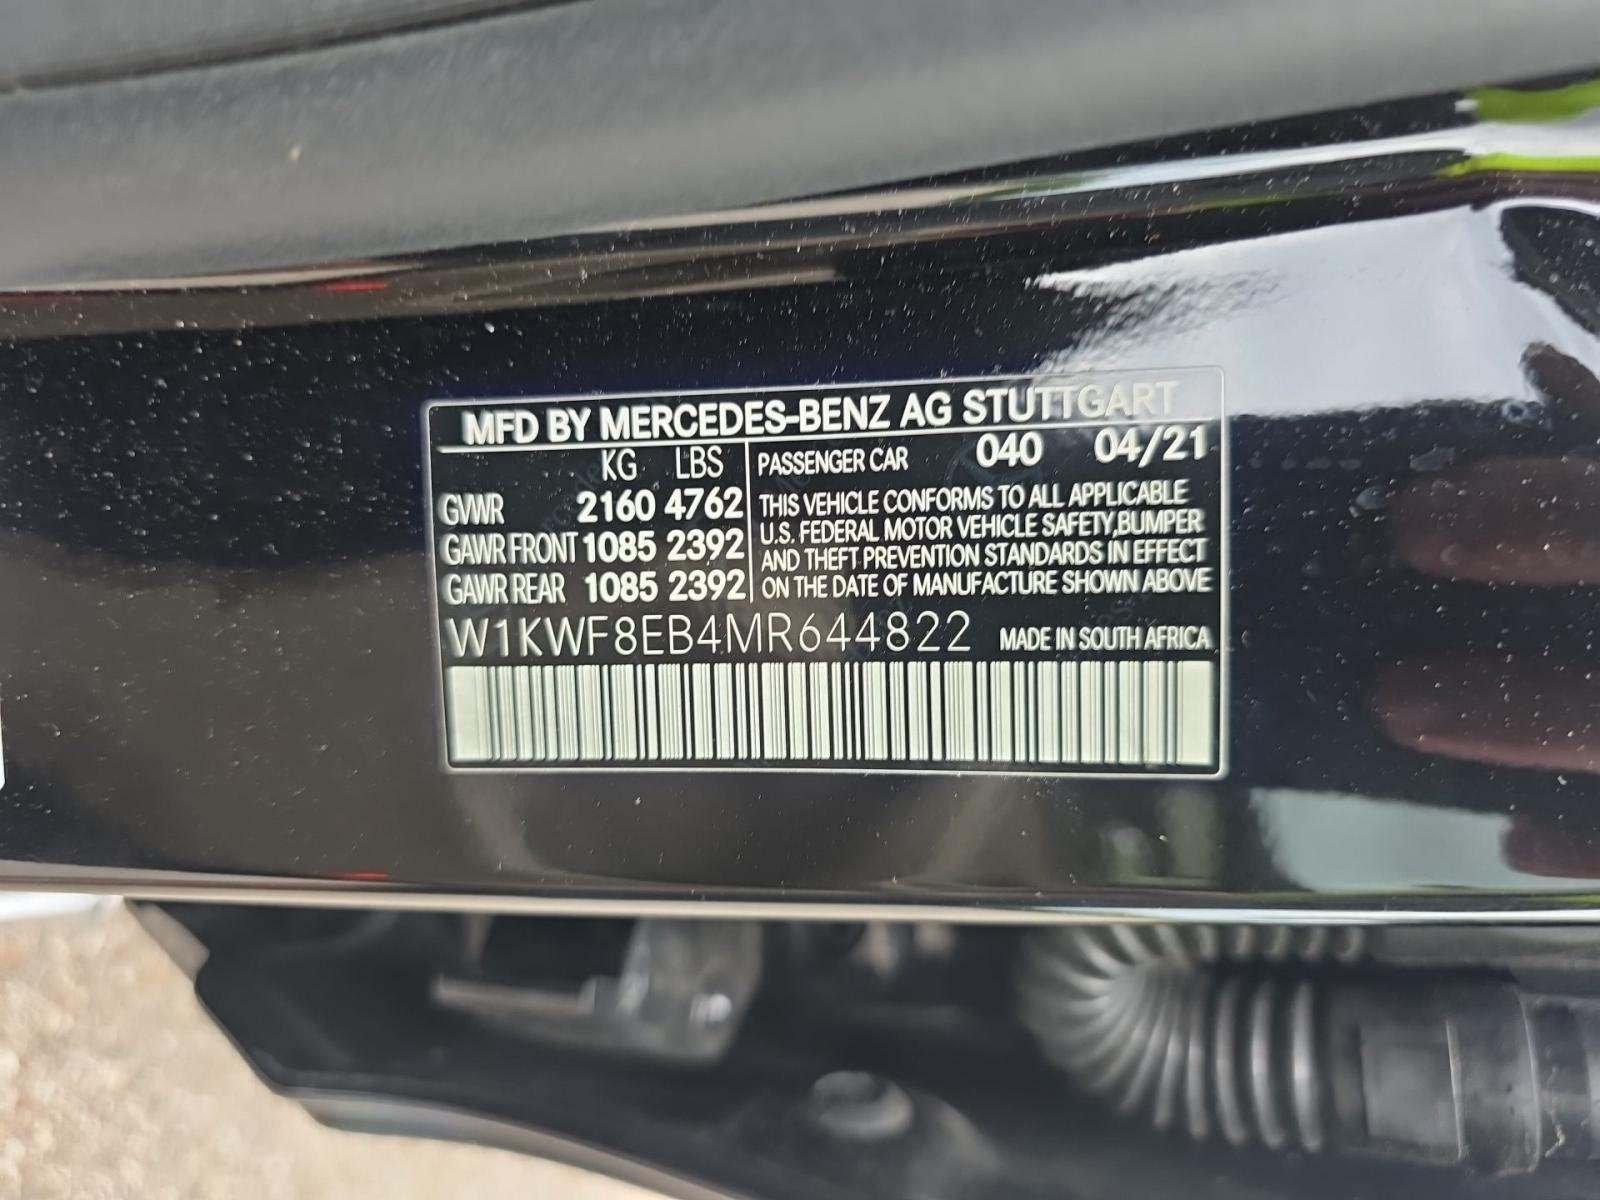 MFD BY MERCEDES-BENZ AG STUTTGART
KG LBS
GVWR 2160 4762
GAWR FRONT 1085 2392
GAWR REAR 1085 2392
PASSENGER CAR 040 04/21
THIS VEHICLE CONFORMS TO ALL APPLICABLE
U.S. FEDERAL MOTOR VEHICLE SAFETY,BUMPER
AND THEFT PREVENTION STANDARDS IN EFFECT
ON THE DATE OF MANUFACTURE SHOWN ABOVE
W1KWF8EB4MR644822 MADE IN SOUTH AFRICA